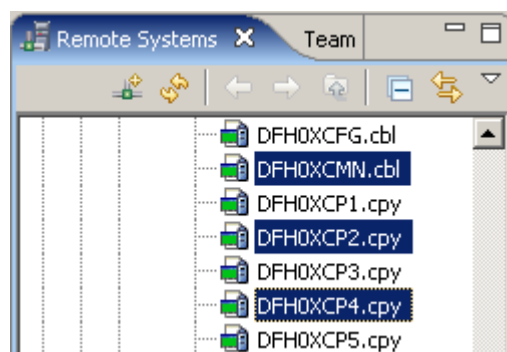 Remote Systems Team
DFH0XCFG.cbl
DFH0XCMN.cbl
DFH0XCP1.cpy
DFH0XCP2.cpy
DFH0XCP3.cpy
DFH0XCP4.cpy
DFH0XCP5.cpy